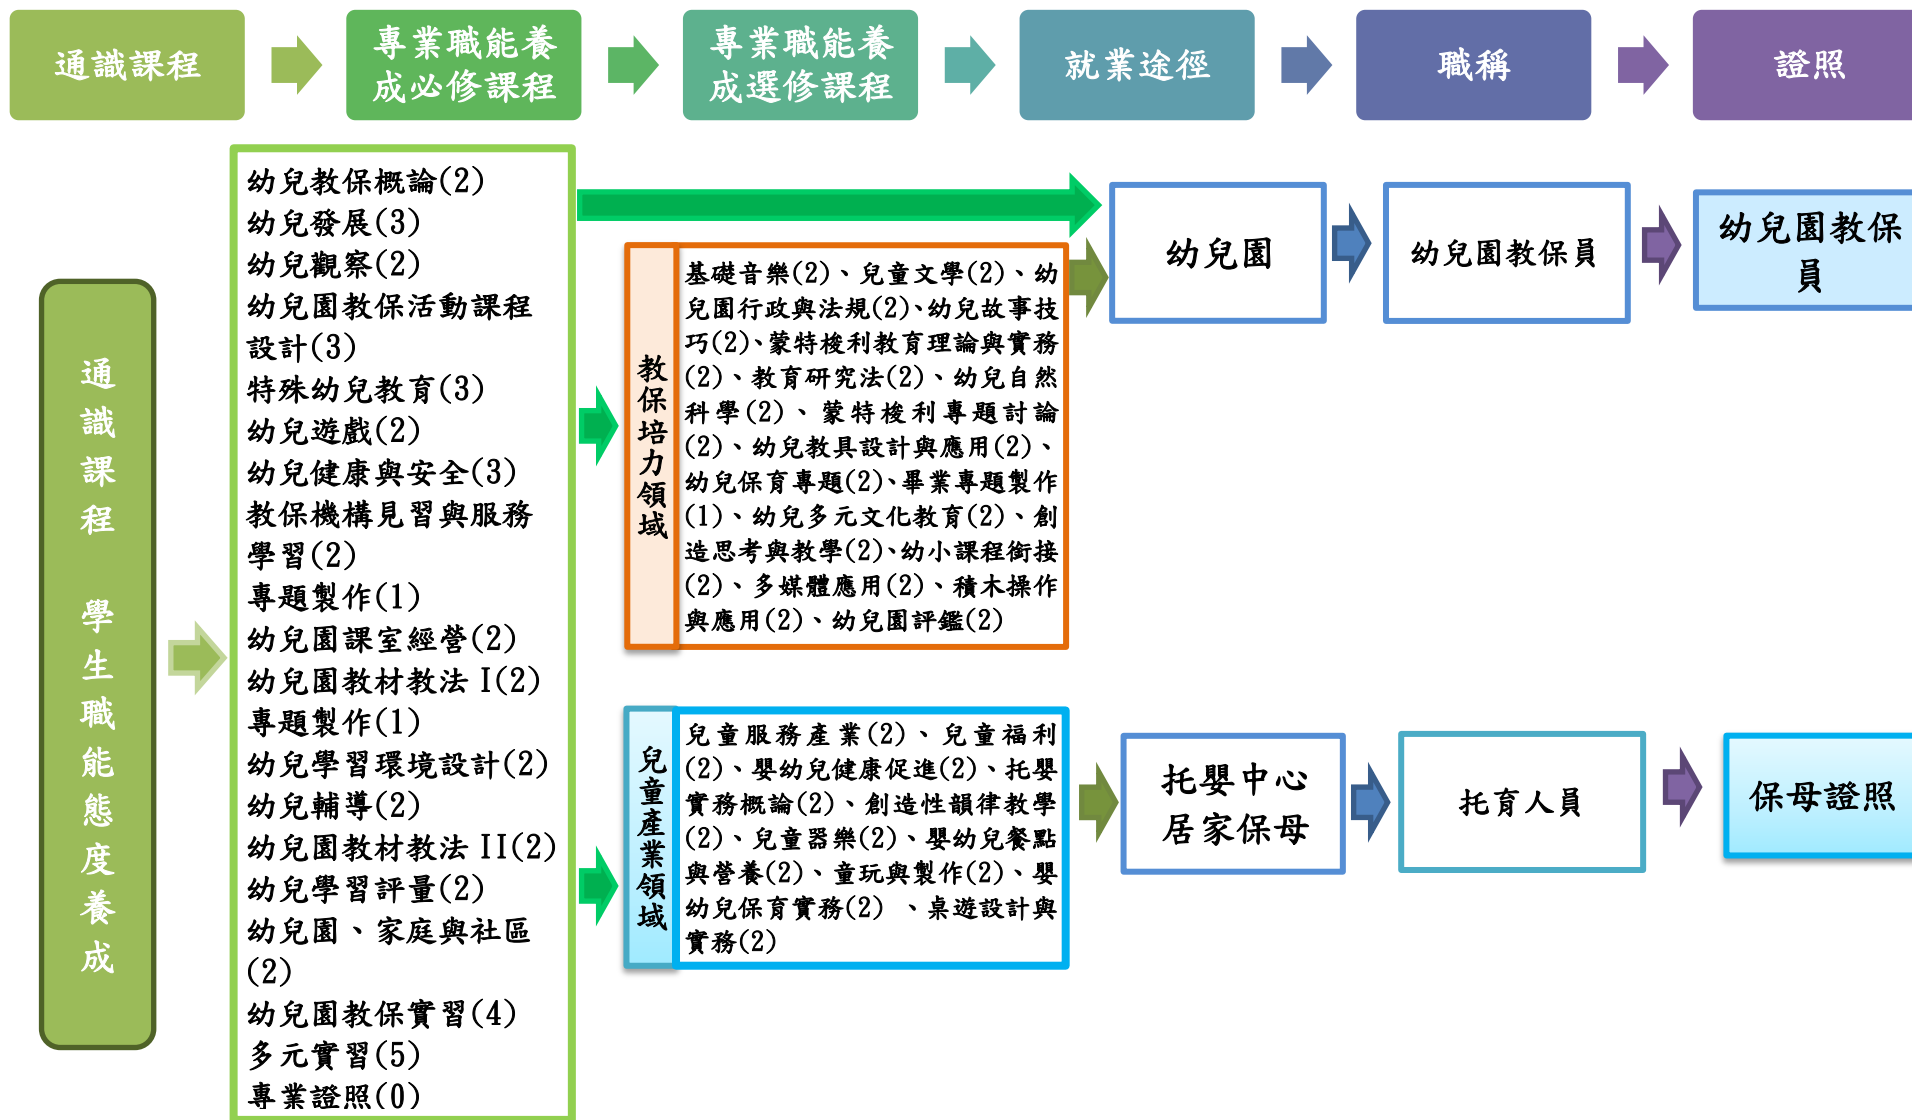 通識課程
專業職能養
成必修課程
專業職能養
成選修課程
就業途徑
職稱
證照
通識課程 學生職能態度養成
幼兒教保概論(2)
幼兒發展(3)
幼兒觀察(2)
幼兒園教保活動課程
設計(3)
特殊幼兒教育(3)
幼兒遊戲(2)
幼兒健康與安全(3)
教保機構見習與服務
學習(2)
專題製作(1)
幼兒園課室經營(2)
幼兒園教材教法 I(2)
專題製作(1)
幼兒學習環境設計(2)
幼兒輔導(2)
幼兒園教材教法 II(2)
幼兒學習評量(2)
幼兒園、家庭與社區
(2)
幼兒園教保實習(4)
多元實習(5)
專業證照(0)
教保培力領域
基礎音樂(2)、兒童文學(2)、幼
兒園行政與法規(2)、幼兒故事技
巧(2)、蒙特梭利教育理論與實務
(2)、教育研究法(2)、幼兒自然
科學(2)、蒙特梭利專題討論
(2)、幼兒教具設計與應用(2)、
幼兒保育專題(2)、畢業專題製作
(1)、幼兒多元文化教育(2)、創
造思考與教學(2)、幼小課程銜接
(2)、多媒體應用(2)、積木操作
與應用(2)、幼兒園評鑑(2)
幼兒園
幼兒園教保員
幼兒園教保
員
兒童產業領域
兒童服務產業(2)、兒童福利
(2)、嬰幼兒健康促進(2)、托嬰
實務概論(2)、創造性韻律教學
(2)、兒童器樂(2)、嬰幼兒餐點
與營養(2)、童玩與製作(2)、嬰
幼兒保育實務(2) 、桌遊設計與
實務(2)
托嬰中心
居家保母
托育人員
保母證照